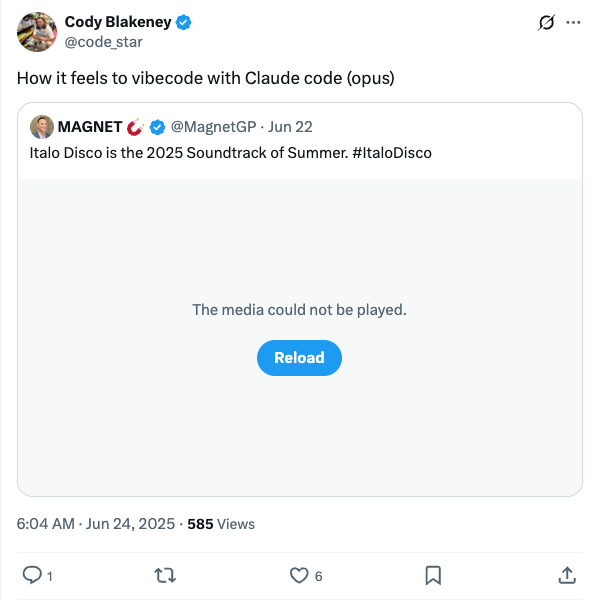 Cody Blakeney
@code_star
How it feels to vibecode with Claude code (opus)
MAGNET @MagnetGP · Jun 22
Italo Disco is the 2025 Soundtrack of Summer. #ItaloDisco
The media could not be played.
Reload
6:04 AM · Jun 24, 2025 · 585 Views
1
6